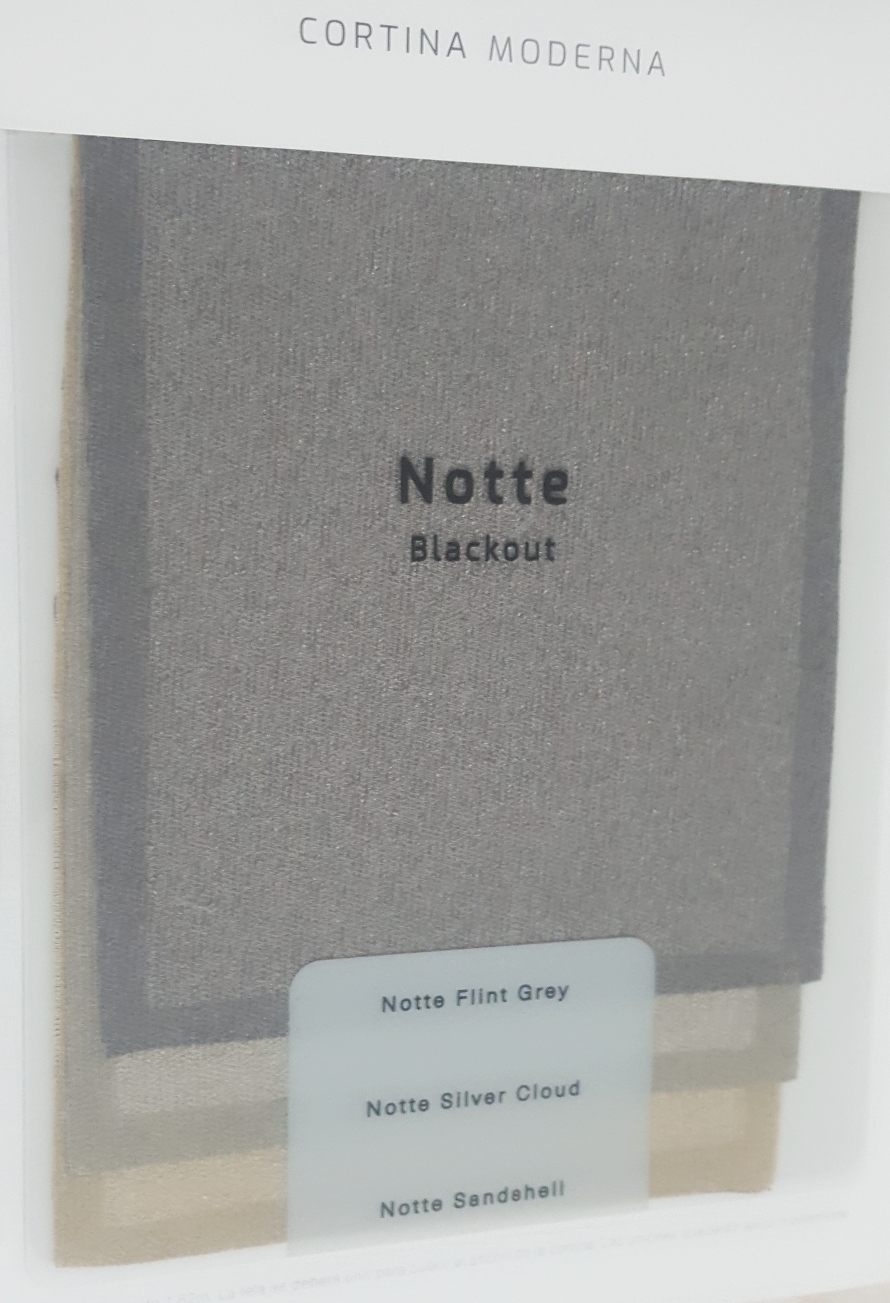 CORTINA MODERNA
Notte
Blackout
Notte Flint Grey
Notte Silver Cloud
Notte Sandshell